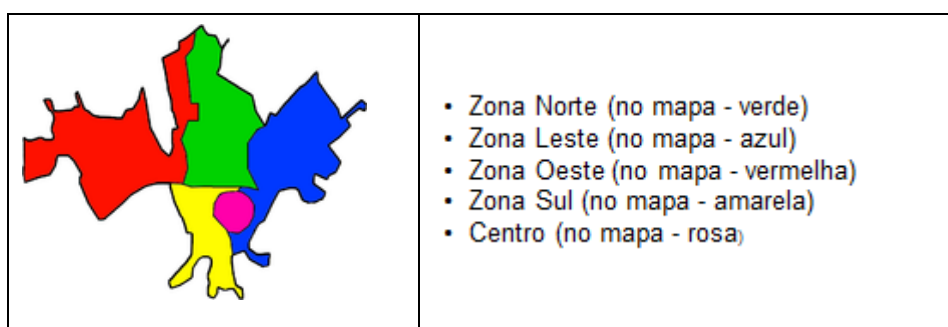 • Zona Norte (no mapa - verde)
• Zona Leste (no mapa - azul)
• Zona Oeste (no mapa - vermelha)
• Zona Sul (no mapa - amarela)
• Centro (no mapa - rosa)